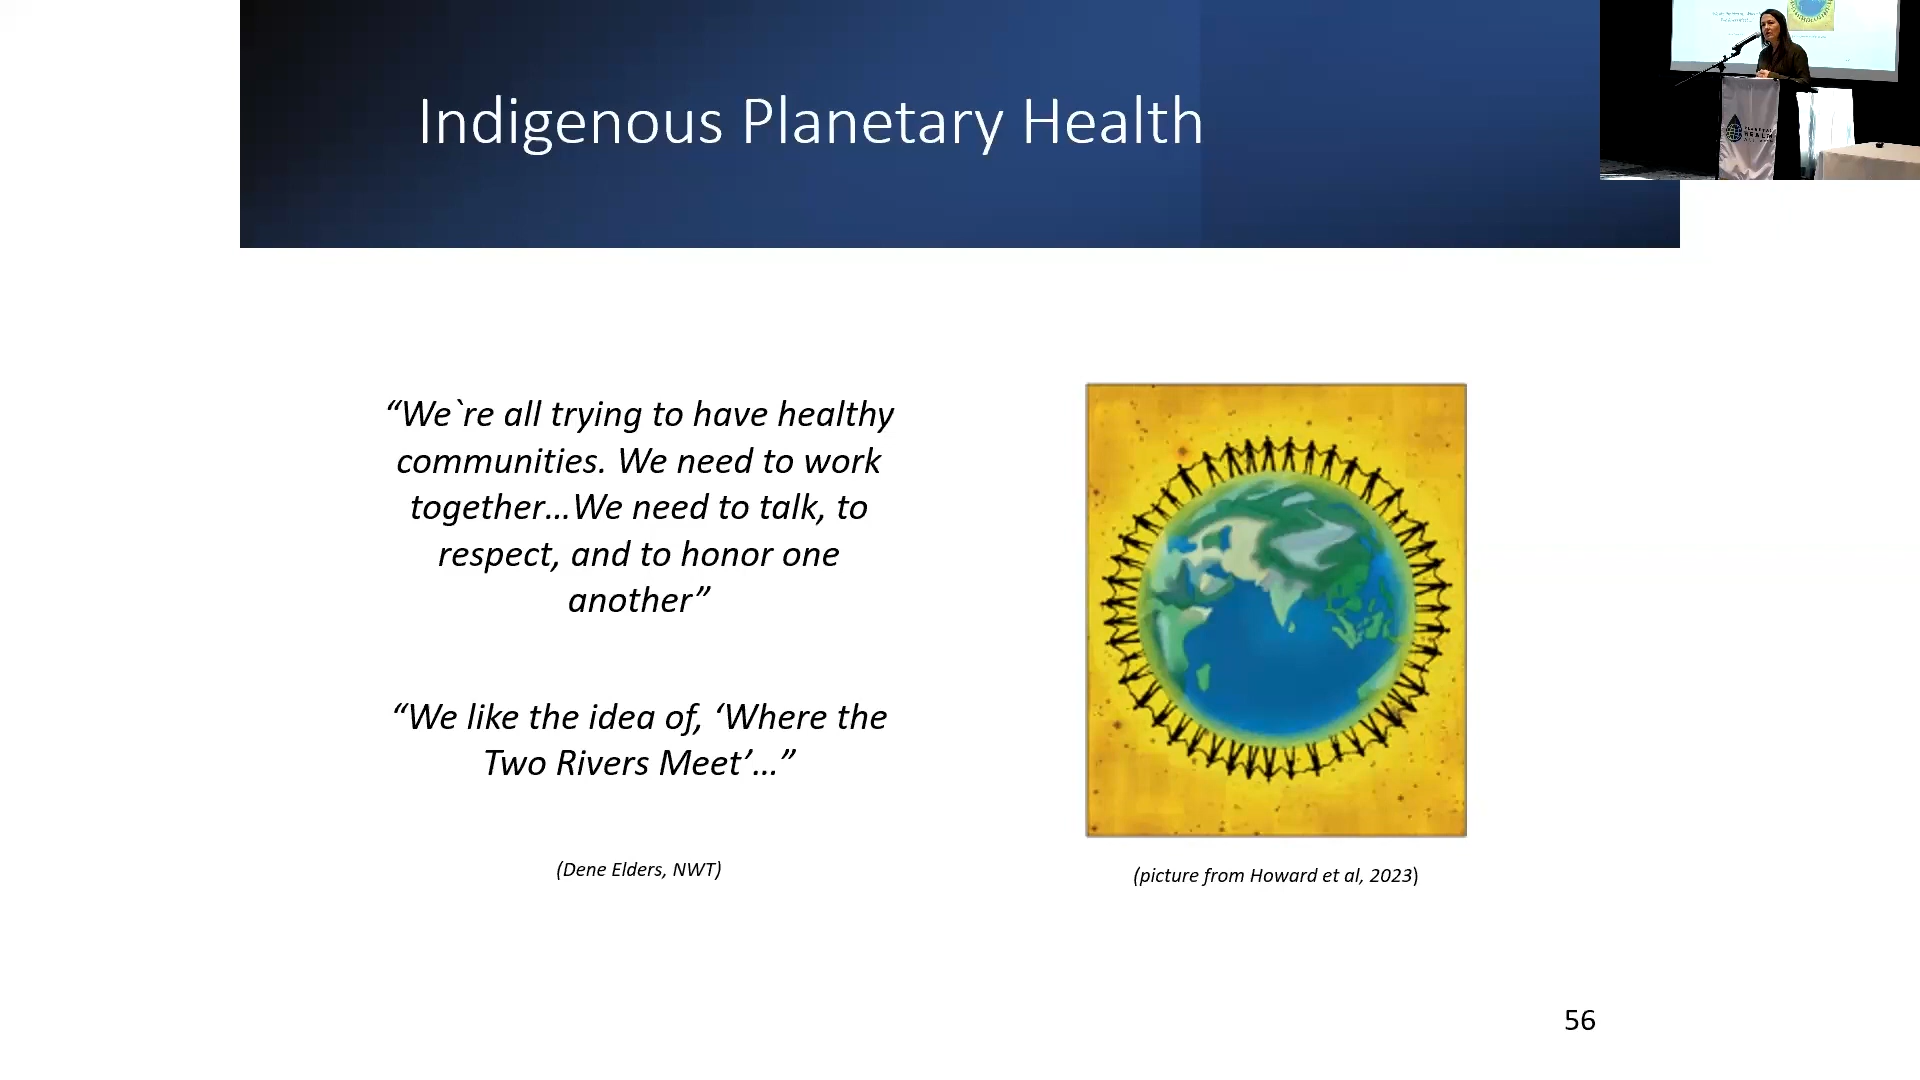 Indigenous Planetary Health
“We`re all trying to have healthy
communities. We need to work
together…We need to talk, to
respect, and to honor one
another”
“We like the idea of, ‘Where the
Two Rivers Meet’…”
(Dene Elders, NWT)
(picture from Howard et al, 2023)
56